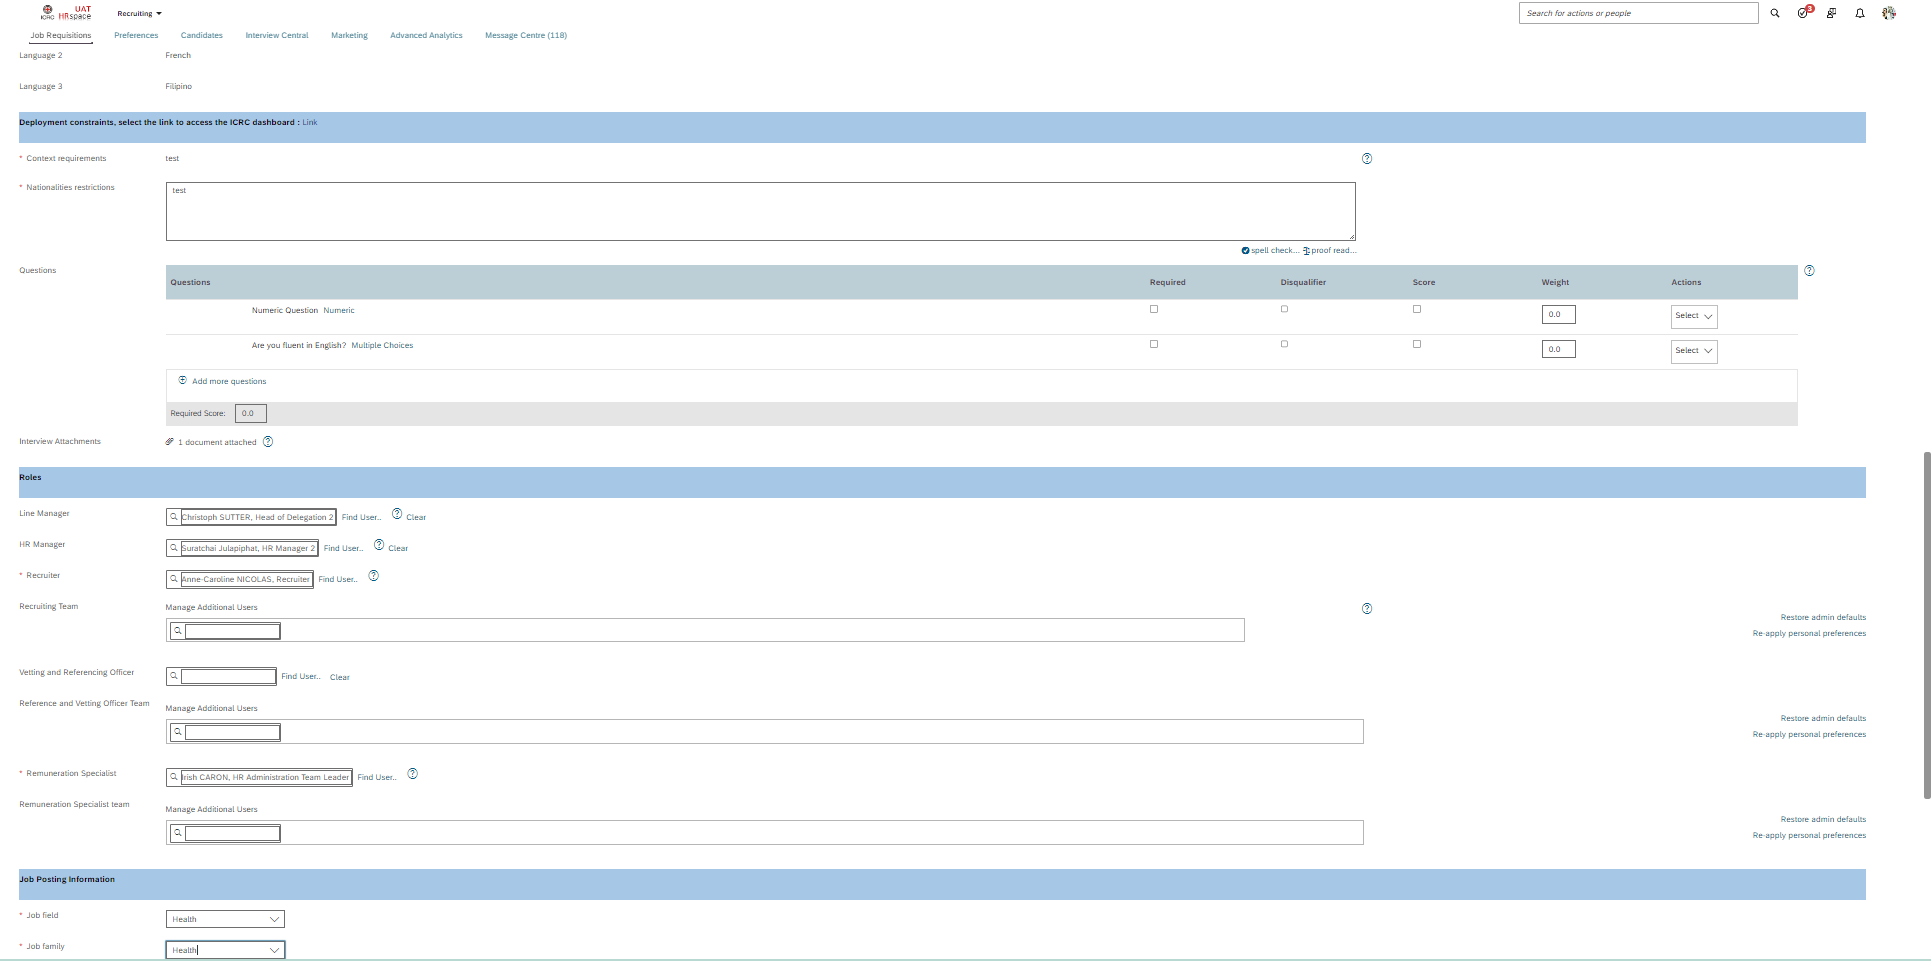 ICRC UAT HRspace Recruiting Search for actions or people 3
Job Requisitions Preferences Candidates Interview Central Marketing Advanced Analytics Message Centre (118)
Language 2 French
Language 3 Filipino
Deployment constraints, select the link to access the ICRC dashboard : Link
* Context requirements test
* Nationalities restrictions test
spell check... proof read...
Questions
Questions Required Disqualifier Score Weight Actions
Numeric Question Numeric 0.0 Select
Are you fluent in English? Multiple Choices 0.0 Select
Add more questions
Required Score: 0.0
Interview Attachments 1 document attached
Roles
Line Manager Christoph SUTTER, Head of Delegation 2 Find User.. Clear
HR Manager Suratchai Julapiphat, HR Manager 2 Find User.. Clear
* Recruiter Anne-Caroline NICOLAS, Recruiter Find User..
Recruiting Team Manage Additional Users
Restore admin defaults
Re-apply personal preferences
Vetting and Referencing Officer Find User.. Clear
Reference and Vetting Officer Team Manage Additional Users
Restore admin defaults
Re-apply personal preferences
* Remuneration Specialist Irish CARON, HR Administration Team Leader Find User..
Remuneration Specialist team Manage Additional Users
Restore admin defaults
Re-apply personal preferences
Job Posting Information
* Job field Health
* Job family Health